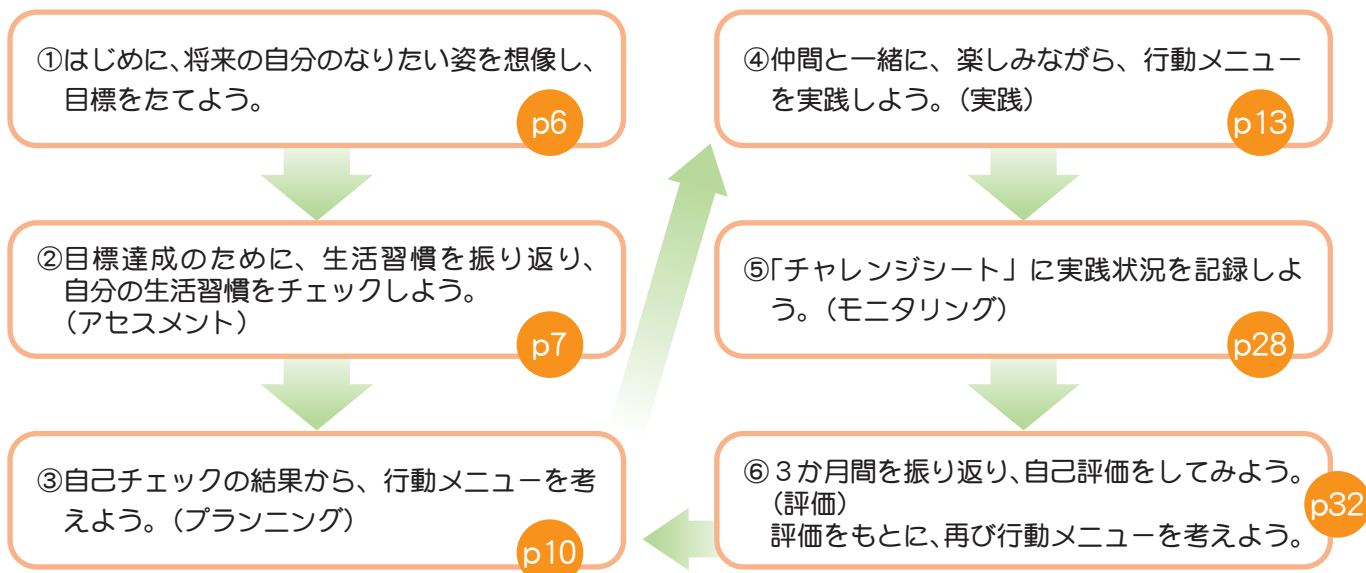 ①はじめに、将来の自分のなりたい姿を想像し、
目標をたてよう。
p6
②目標達成のために、生活習慣を振り返り、
自分の生活習慣をチェックしよう。
（アセスメント）
p7
③自己チェックの結果から、行動メニューを考
えよう。（プランニング）
p10
④仲間と一緒に、楽しみながら、行動メニュー
を実践しよう。（実践）
p13
⑤「チャレンジシート」に実践状況を記録しよ
う。（モニタリング）
p28
⑥３か月間を振り返り、自己評価をしてみよう。
（評価）
評価をもとに、再び行動メニューを考えよう。
p32